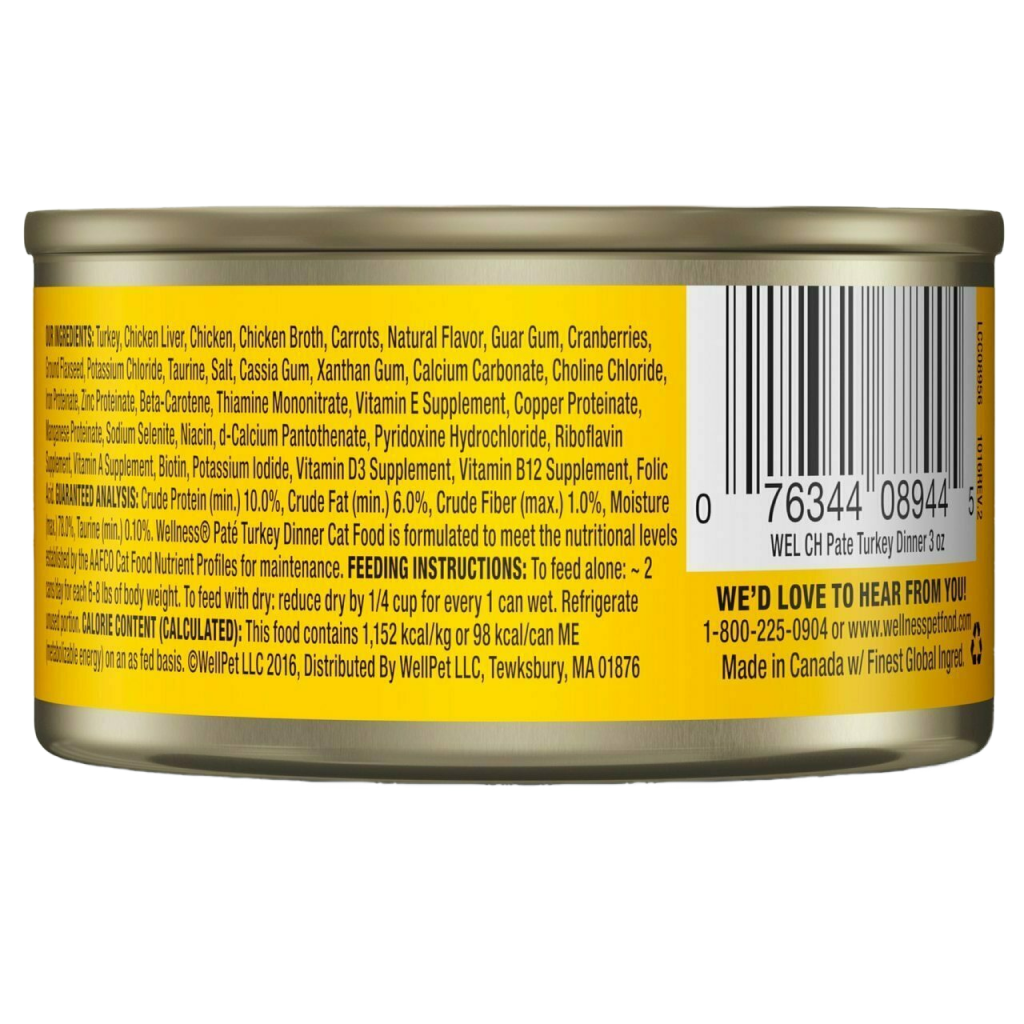 OUR INGREDIENTS: Turkey, Chicken Liver, Chicken, Chicken Broth, Carrots, Natural Flavor, Guar Gum, Cranberries,
Ground Flaxseed, Potassium Chloride, Taurine, Salt, Cassia Gum, Xanthan Gum, Calcium Carbonate, Choline Chloride,
Iron Proteinate, Zinc Proteinate, Beta-Carotene, Thiamine Mononitrate, Vitamin E Supplement, Copper Proteinate,
Manganese Proteinate, Sodium Selenite, Niacin, d-Calcium Pantothenate, Pyridoxine Hydrochloride, Riboflavin
Supplement, Vitamin A Supplement, Biotin, Potassium Iodide, Vitamin D3 Supplement, Vitamin B12 Supplement, Folic
Acid. GUARANTEED ANALYSIS: Crude Protein (min.) 10.0%, Crude Fat (min.) 6.0%, Crude Fiber (max.) 1.0%, Moisture
(max.) 78.0%, Taurine (min.) 0.10%. Wellness® Paté Turkey Dinner Cat Food is formulated to meet the nutritional levels
established by the AAFCO Cat Food Nutrient Profiles for maintenance. FEEDING INSTRUCTIONS: To feed alone: ~ 2
cans/day for each 6-8 lbs of body weight. To feed with dry: reduce dry by 1/4 cup for every 1 can wet. Refrigerate
unused portion. CALORIE CONTENT (CALCULATED): This food contains 1,152 kcal/kg or 98 kcal/can ME
(metabolizable energy) on an as fed basis. ©WellPet LLC 2016, Distributed By WellPet LLC, Tewksbury, MA 01876
0 76344 08944 5
WEL CH Pate Turkey Dinner 3 oz
WE'D LOVE TO HEAR FROM YOU!
1-800-225-0904 or www.wellnesspetfood.com
Made in Canada w/ Finest Global Ingred.
LCC08956 1016REV.2